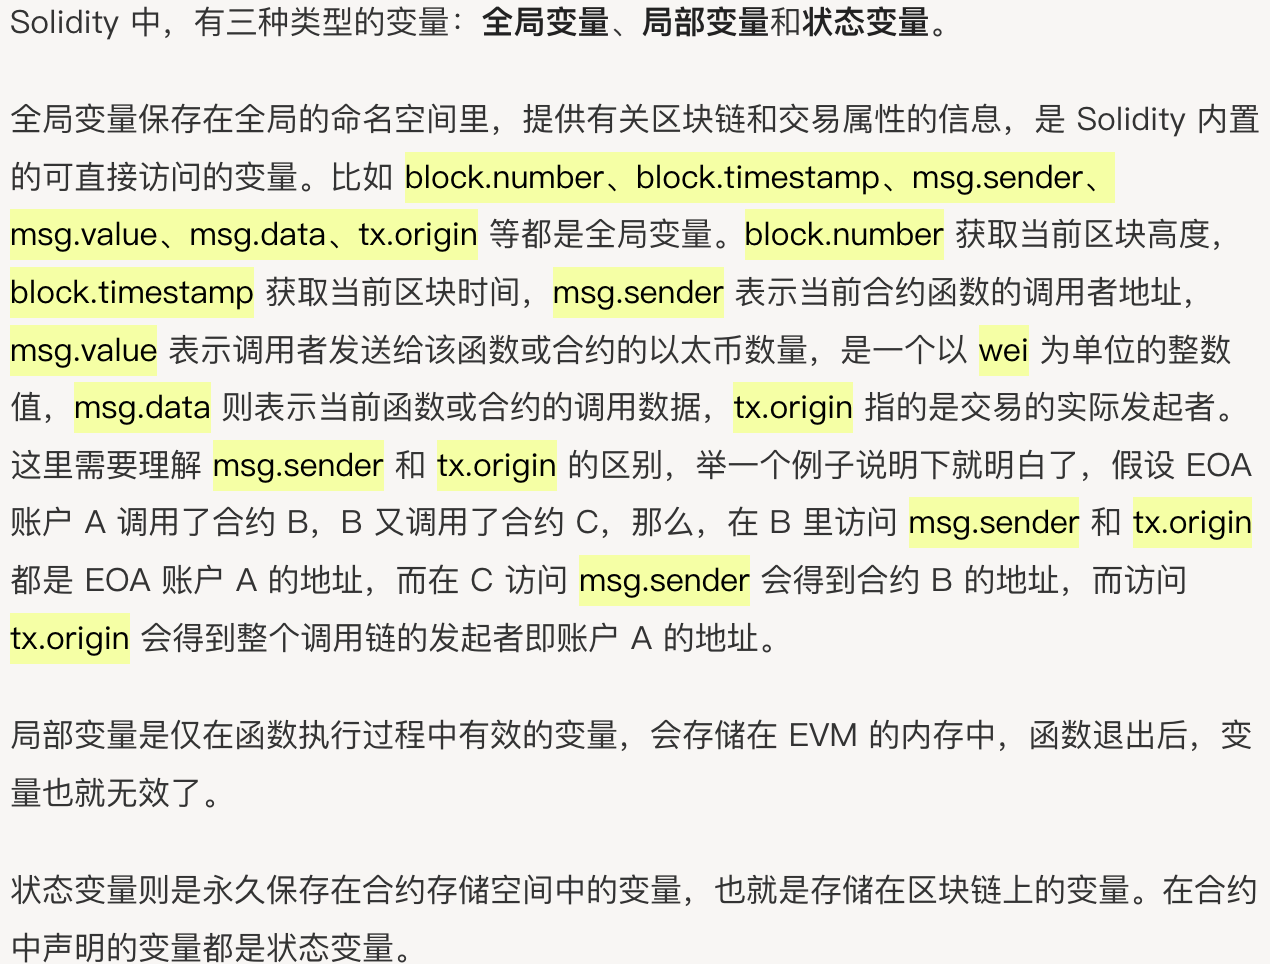 Solidity 中，有三种类型的变量：全局变量、局部变量和状态变量。
全局变量保存在全局的命名空间里，提供有关区块链和交易属性的信息，是 Solidity 内置
的可直接访问的变量。比如 block.number、block.timestamp、msg.sender、
msg.value、msg.data、tx.origin 等都是全局变量。block.number 获取当前区块高度，
block.timestamp 获取当前区块时间，msg.sender 表示当前合约函数的调用者地址，
msg.value 表示调用者发送给该函数或合约的以太币数量，是一个以 wei 为单位的整数
值，msg.data 则表示当前函数或合约的调用数据，tx.origin 指的是交易的实际发起者。
这里需要理解 msg.sender 和 tx.origin 的区别，举一个例子说明下就明白了，假设 EOA
账户 A 调用了合约 B，B 又调用了合约 C，那么，在 B 里访问 msg.sender 和 tx.origin
都是 EOA 账户 A 的地址，而在 C 访问 msg.sender 会得到合约 B 的地址，而访问
tx.origin 会得到整个调用链的发起者即账户 A 的地址。
局部变量是仅在函数执行过程中有效的变量，会存储在 EVM 的内存中，函数退出后，变
量也就无效了。
状态变量则是永久保存在合约存储空间中的变量，也就是存储在区块链上的变量。在合约
中声明的变量都是状态变量。